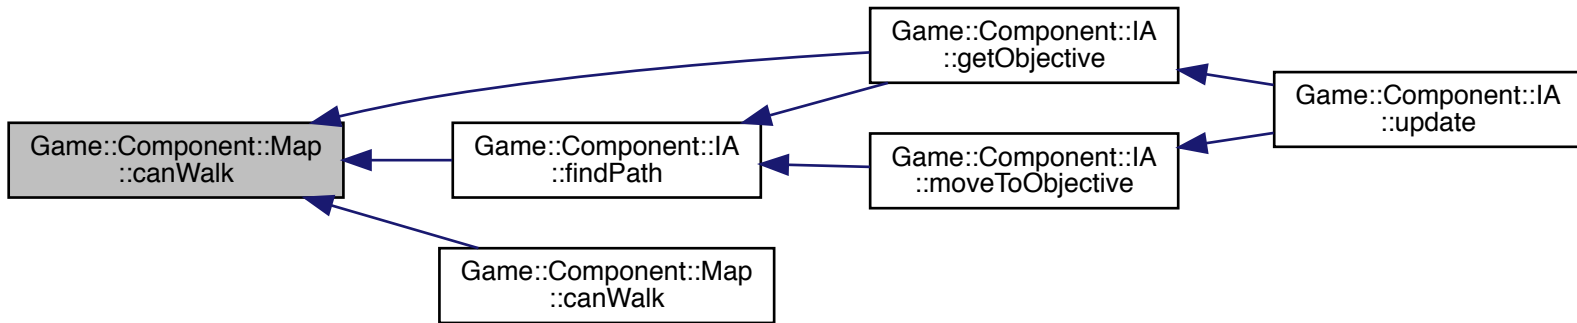 Game::Component::Map
::canWalk
Game::Component::IA
::getObjective
Game::Component::IA
::findPath
Game::Component::IA
::moveToObjective
Game::Component::IA
::update
Game::Component::Map
::canWalk